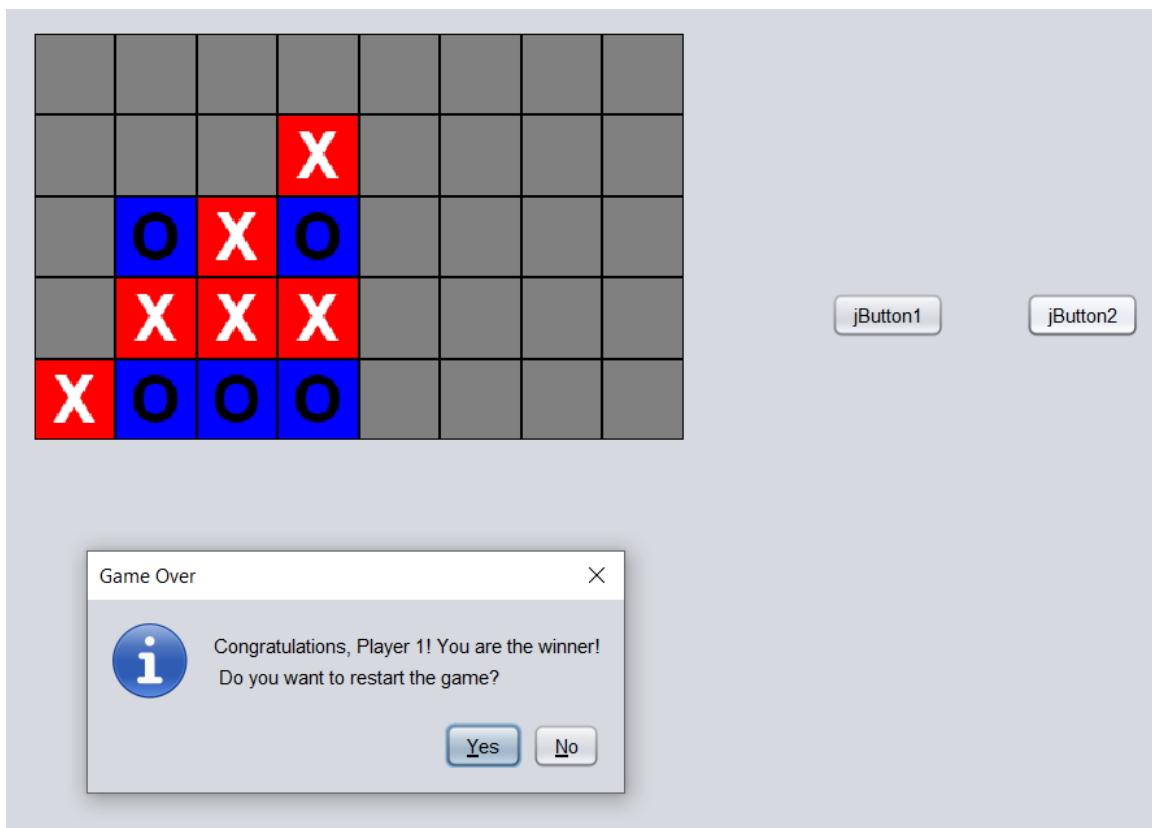 X
O X O
X X X
X O O O
jButton1 jButton2
Game Over
Congratulations, Player 1! You are the winner!
Do you want to restart the game?
Yes No